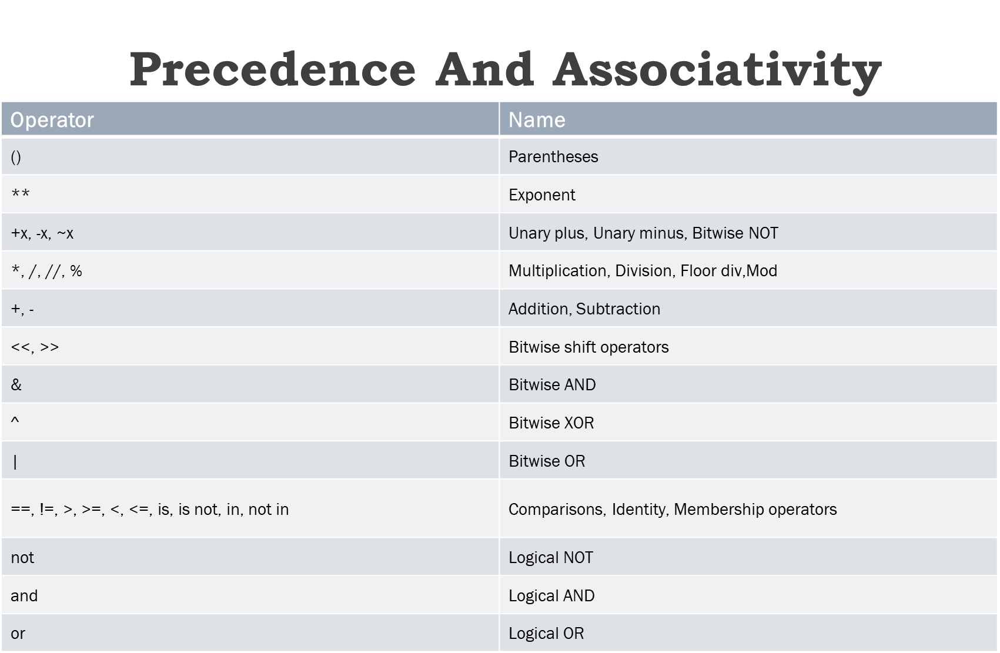 Precedence And Associativity
Operator Name
() Parentheses
** Exponent
+x, -x, ~x Unary plus, Unary minus, Bitwise NOT
*, /, //, % Multiplication, Division, Floor div,Mod
+, - Addition, Subtraction
<<, >> Bitwise shift operators
& Bitwise AND
^ Bitwise XOR
| Bitwise OR
==, !=, >, >=, <, <=, is, is not, in, not in Comparisons, Identity, Membership operators
not Logical NOT
and Logical AND
or Logical OR